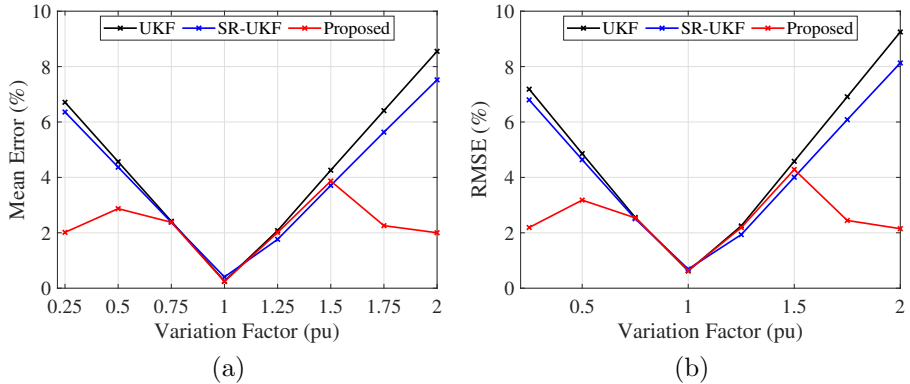 UKF SR-UKF Proposed
10
8
6
4
2
0
Mean Error (%)
0.25 0.5 0.75 1 1.25 1.5 1.75 2
Variation Factor (pu)
(a)
UKF SR-UKF Proposed
10
8
6
4
2
0
RMSE (%)
0.5 1 1.5 2
Variation Factor (pu)
(b)